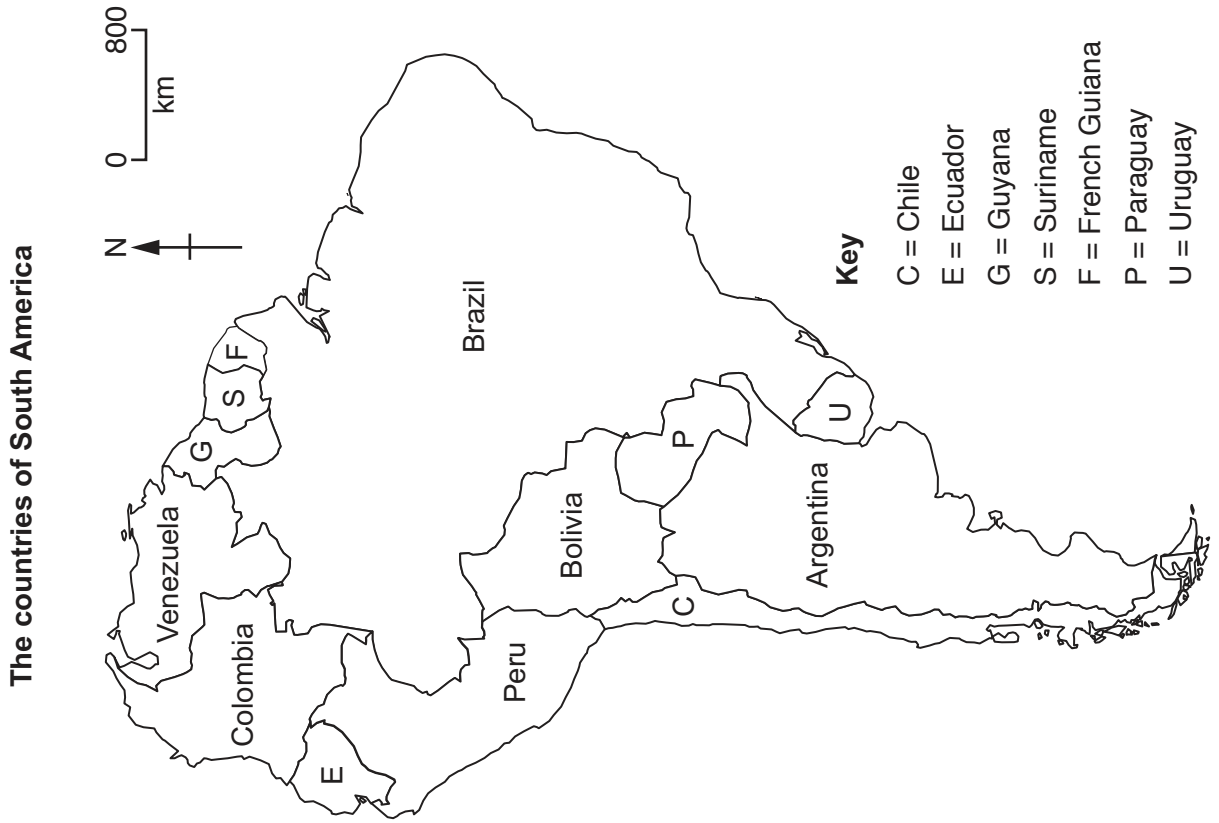 The countries of South America
N
0 800
km
Venezuela
Colombia
G
S
F
E
Brazil
Peru
Bolivia
P
C
Argentina
U
Key
C = Chile
E = Ecuador
G = Guyana
S = Suriname
F = French Guiana
P = Paraguay
U = Uruguay